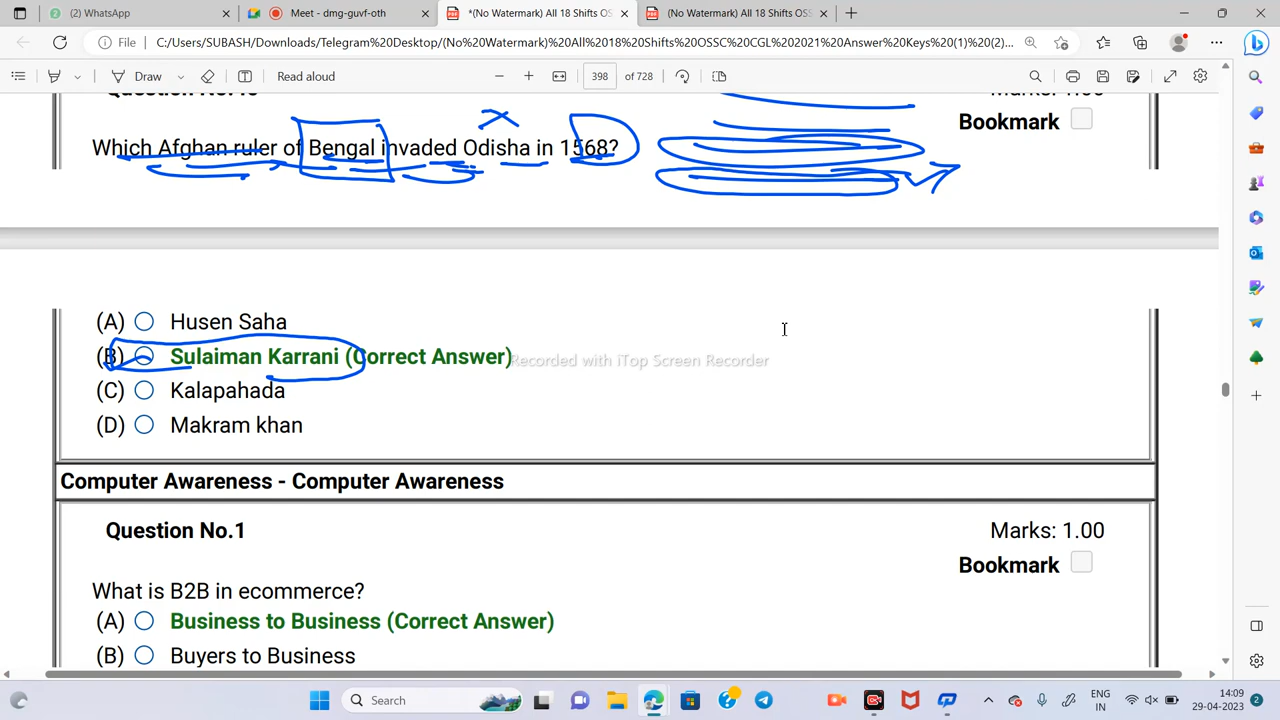 (2) WhatsApp
Meet - dmg-guvf-oth
*(No Watermark) All 18 Shifts OS
(No Watermark) All 18 Shifts OSS
File
C:/Users/SUBASH/Downloads/Telegram%20Desktop/(No%20Watermark)%20All%2018%20Shifts%20OSSC%20CGL%202021%20Answer%20Keys%20(1)%20(2)...
Draw
Read aloud
398 of 728
Bookmark
Which Afghan ruler of Bengal invaded Odisha in 1568?
(A) Husen Saha
(B) Sulaiman Karrani (Correct Answer)
Recorded with iTop Screen Recorder
(C) Kalapahada
(D) Makram khan
Computer Awareness - Computer Awareness
Question No.1 Marks: 1.00
Bookmark
What is B2B in ecommerce?
(A) Business to Business (Correct Answer)
(B) Buyers to Business
Search
ENG
IN
14:09
29-04-2023
2